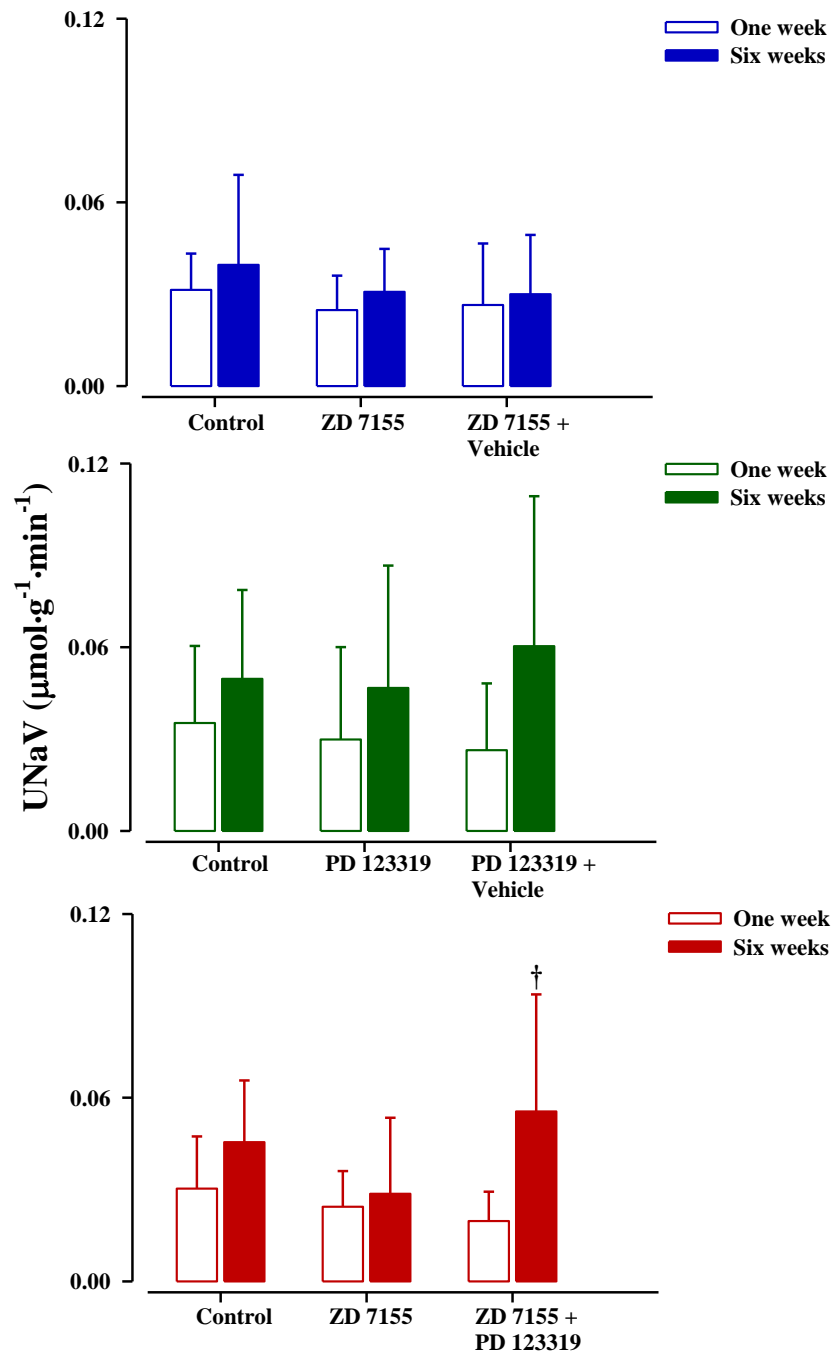 0.12
One week
Six weeks
0.06
0.00
Control
ZD 7155
ZD 7155 +
Vehicle
UNaV (μmol·g⁻¹·min⁻¹)
0.12
One week
Six weeks
0.06
0.00
Control
PD 123319
PD 123319 +
Vehicle
0.12
One week
Six weeks
†
0.06
0.00
Control
ZD 7155
ZD 7155 +
PD 123319